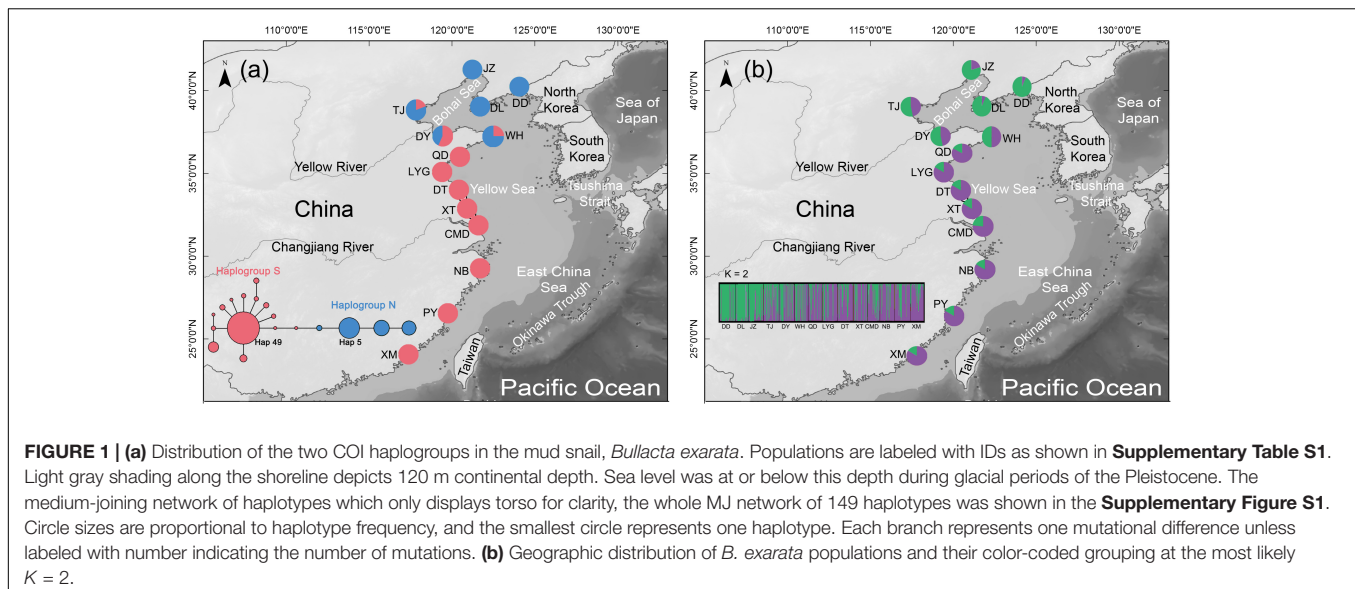 110°0'0"E 115°0'0"E 120°0'0"E 125°0'0"E
(a)
N
40°0'0"N
35°0'0"N
30°0'0"N
25°0'0"N
JZ
DD
TJ
DL
Bohai Sea
North
Korea
Sea of
Japan
DY
WH
QD
South
Korea
Yellow River
LYG
Tsushima
Strait
DT
Yellow Sea
China
XT
Changjiang River
CMD
NB
East China
Sea
Haplogroup S
Haplogroup N
Hap 49
Hap 5
PY
Okinawa Trough
XM
Taiwan
Pacific Ocean
110°0'0"E 115°0'0"E 120°0'0"E 125°0'0"E
(b)
N
40°0'0"N
35°0'0"N
30°0'0"N
25°0'0"N
JZ
DD
TJ
DL
Bohai Sea
North
Korea
Sea of
Japan
DY
WH
QD
South
Korea
Yellow River
LYG
Tsushima
Strait
DT
Yellow Sea
China
XT
Changjiang River
CMD
NB
East China
Sea
K = 2
DD DL JZ TJ DY WH QD LYG DT XT CMD NB PY XM
PY
Okinawa Trough
XM
Taiwan
Pacific Ocean
FIGURE 1 | (a) Distribution of the two COI haplogroups in the mud snail, Bullacta exarata. Populations are labeled with IDs as shown in Supplementary Table S1.
Light gray shading along the shoreline depicts 120 m continental depth. Sea level was at or below this depth during glacial periods of the Pleistocene. The
medium-joining network of haplotypes which only displays torso for clarity, the whole MJ network of 149 haplotypes was shown in the Supplementary Figure S1.
Circle sizes are proportional to haplotype frequency, and the smallest circle represents one haplotype. Each branch represents one mutational difference unless
labeled with number indicating the number of mutations. (b) Geographic distribution of B. exarata populations and their color-coded grouping at the most likely
K = 2.